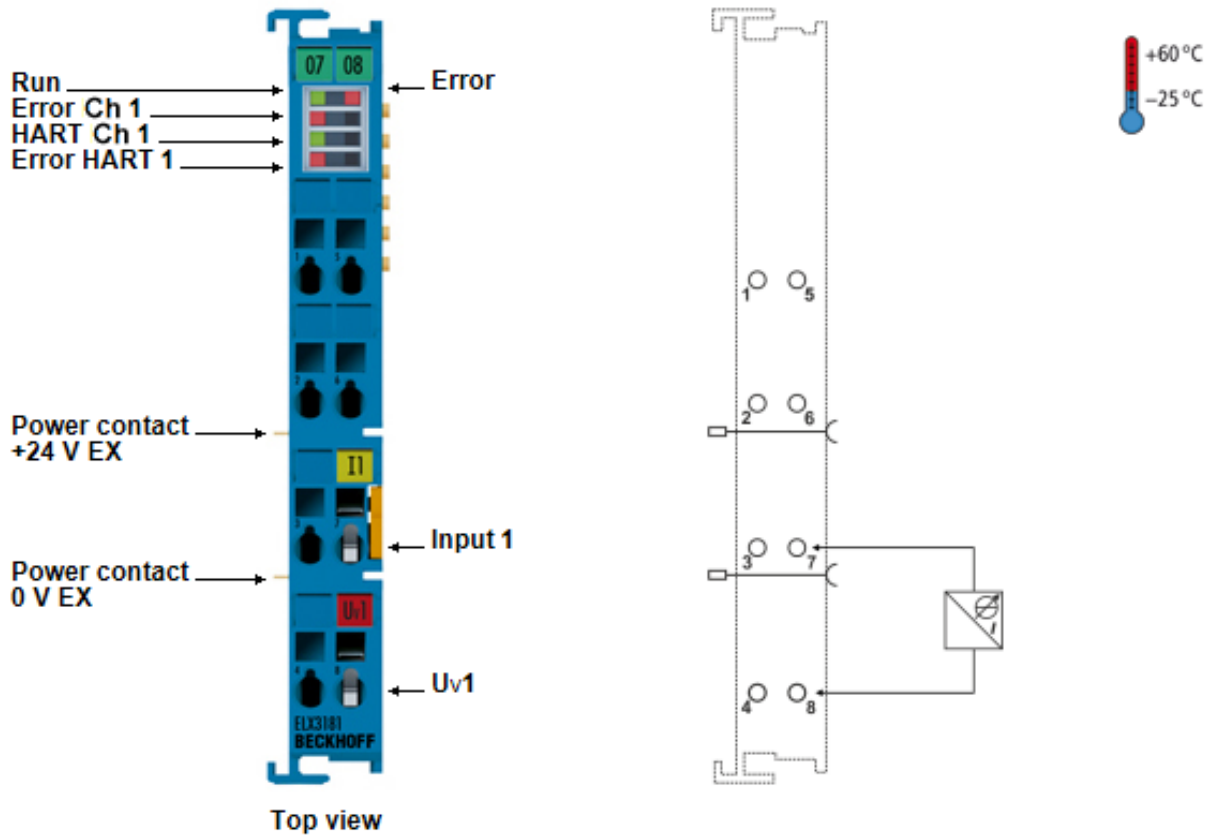 07 08
Run
Error
Error Ch 1
HART Ch 1
Error HART 1
+60 °C
−25 °C
1 5
2 6
Power contact
+24 V EX
I1
3 7
Input 1
Power contact
0 V EX
Uv1
4 8
Uv1
ELX3181
BECKHOFF
Top view
1 5
2 6
3 7
I
4 8